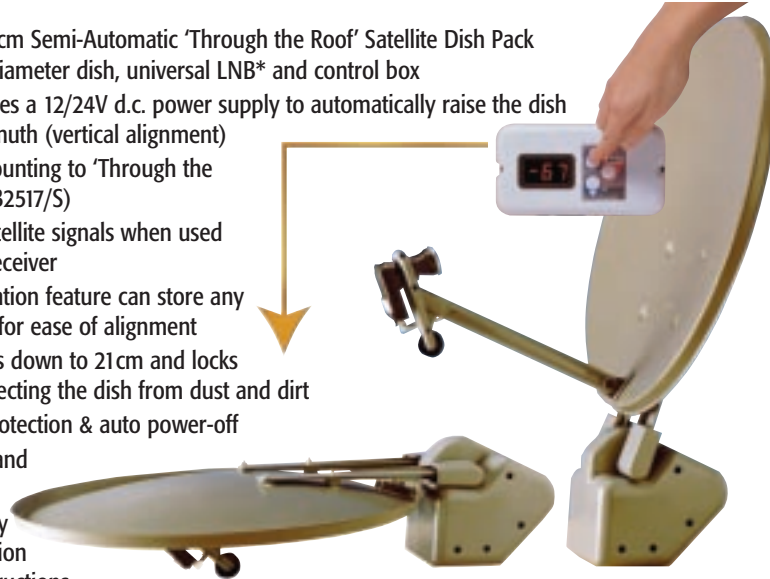 cm Semi-Automatic ‘Through the Roof’ Satellite Dish Pack
iameter dish, universal LNB* and control box
es a 12/24V d.c. power supply to automatically raise the dish
nuth (vertical alignment)
ounting to ‘Through the
32517/S)
tellite signals when used
eceiver
ation feature can store any
for ease of alignment
s down to 21cm and locks
ecting the dish from dust and dirt
otection & auto power-off
and
y
ion
ructions
-67